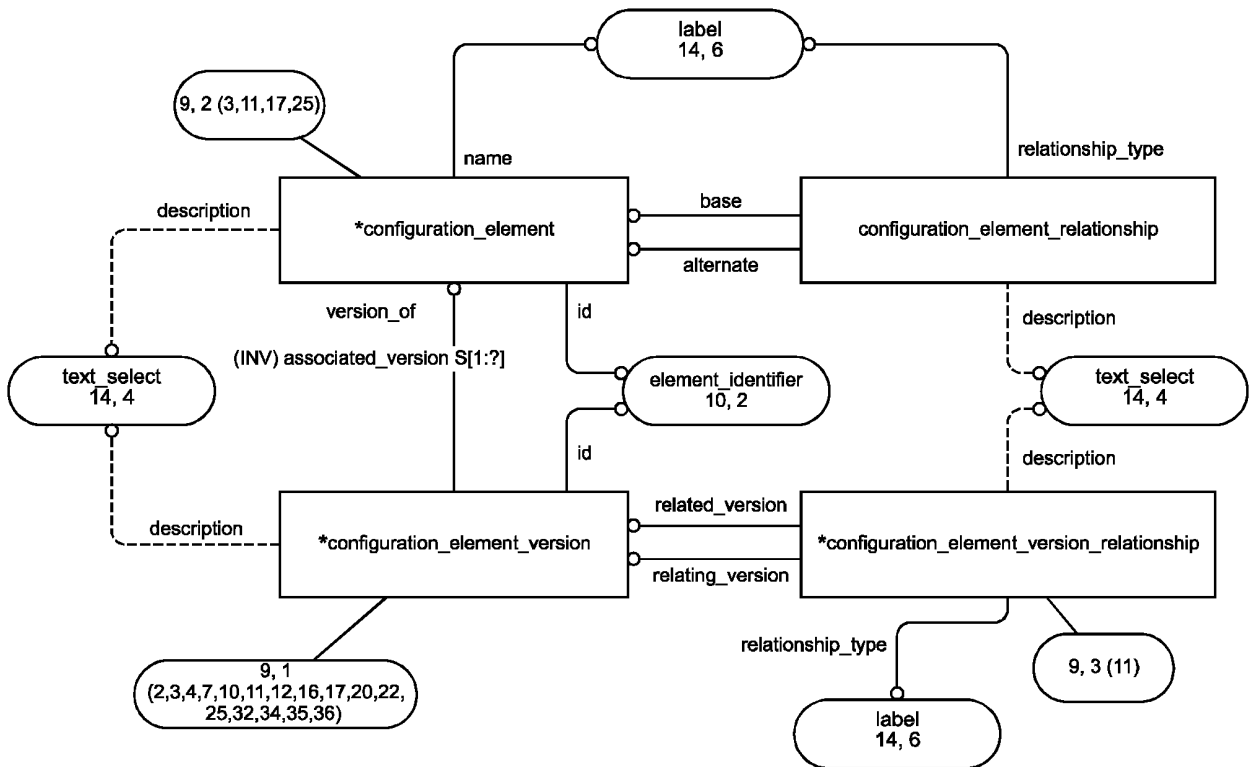 label
14, 6
9, 2 (3,11,17,25)
name
relationship_type
description
*configuration_element
base
alternate
configuration_element_relationship
version_of
id
description
(INV) associated_version S[1:?]
text_select
14, 4
element_identifier
10, 2
text_select
14, 4
id
description
description
*configuration_element_version
related_version
relating_version
*configuration_element_version_relationship
relationship_type
9, 1
(2,3,4,7,10,11,12,16,17,20,22,
25,32,34,35,36)
9, 3 (11)
label
14, 6